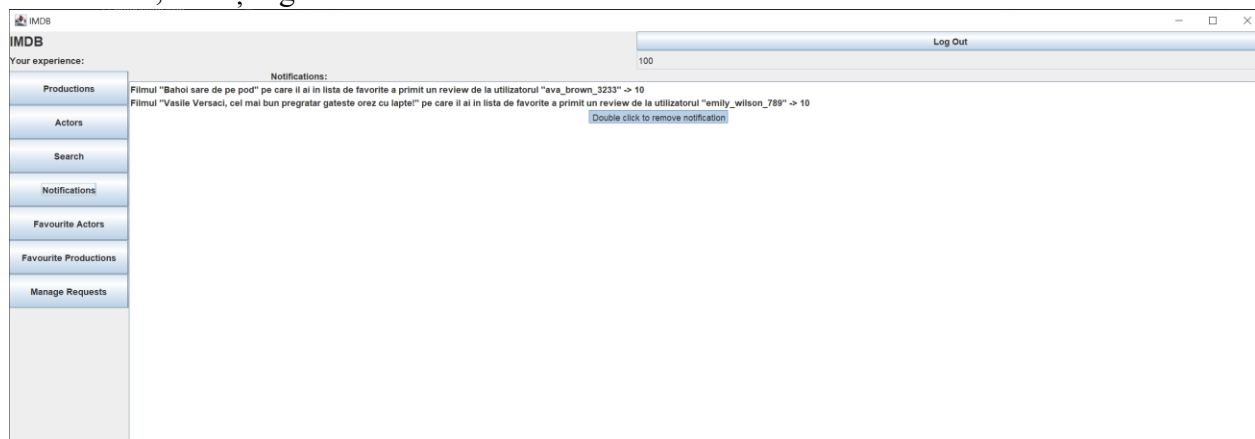 IMDB
IMDB
Log Out
Your experience:
100
Notifications:
Productions
Filmul "Bahoi sare de pe pod" pe care il ai in lista de favorite a primit un review de la utilizatorul "ava_brown_3233" -> 10
Filmul "Vasile Versaci, cel mai bun pregratar gateste orez cu lapte!" pe care il ai in lista de favorite a primit un review de la utilizatorul "emily_wilson_789" -> 10
Double click to remove notification
Actors
Search
Notifications
Favourite Actors
Favourite Productions
Manage Requests